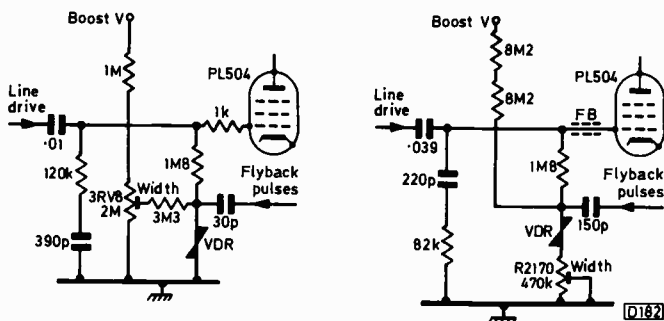 Boost V
1M
PL504
Line
drive
1k
.01
120k
1M8
Flyback
pulses
3RV8
2M
Width
3M3
30p
390p
VDR
Boost V
8M2
PL504
8M2
Line
drive
FB
.039
220p
1M8
Flyback
pulses
VDR
150p
82k
R2170
470k
Width
D182